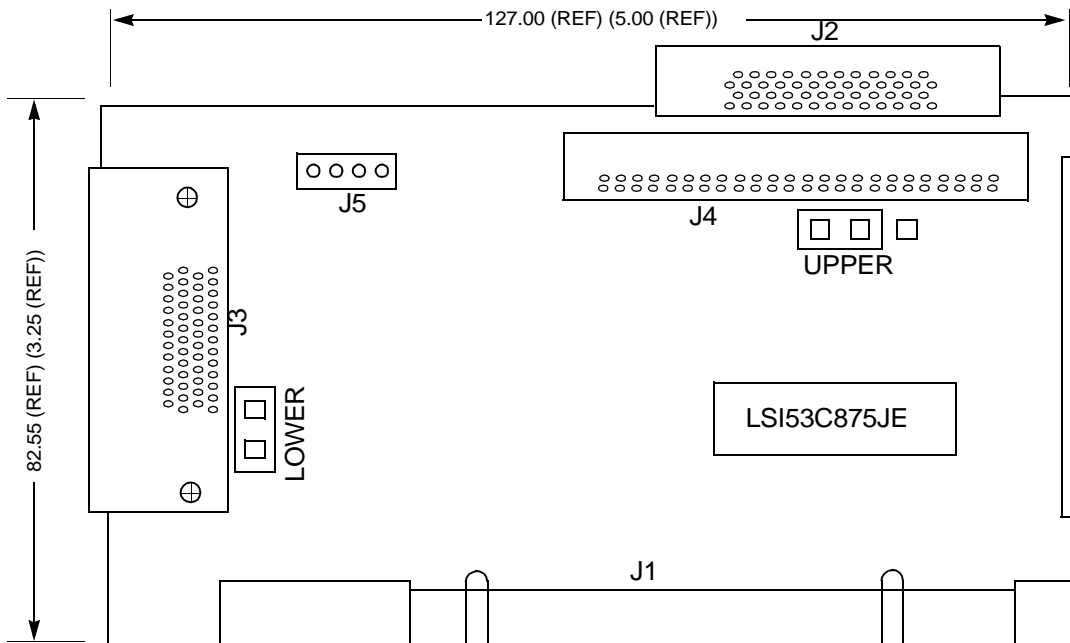 127.00 (REF) (5.00 (REF))
J2
J5
J4
UPPER
82.55 (REF) (3.25 (REF))
J3
LOWER
LSI53C875JE
J1